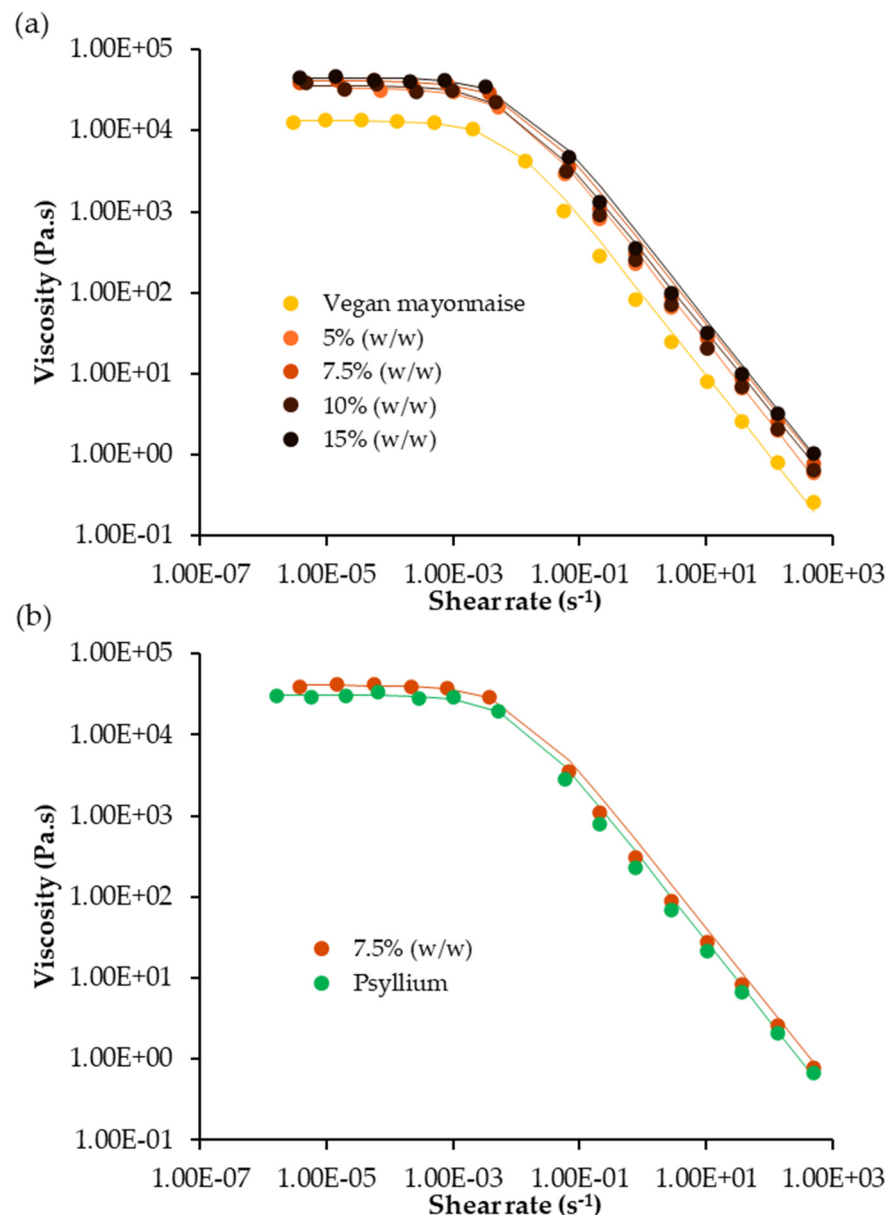 (a)
1.00E+05
1.00E+04
1.00E+03
1.00E+02
1.00E+01
1.00E+00
1.00E-01
Viscosity (Pa.s)
Vegan mayonnaise
5% (w/w)
7.5% (w/w)
10% (w/w)
15% (w/w)
1.00E-07 1.00E-05 1.00E-03 1.00E-01 1.00E+01 1.00E+03
Shear rate (s⁻¹)
(b)
1.00E+05
1.00E+04
1.00E+03
1.00E+02
1.00E+01
1.00E+00
1.00E-01
Viscosity (Pa.s)
7.5% (w/w)
Psyllium
1.00E-07 1.00E-05 1.00E-03 1.00E-01 1.00E+01 1.00E+03
Shear rate (s⁻¹)